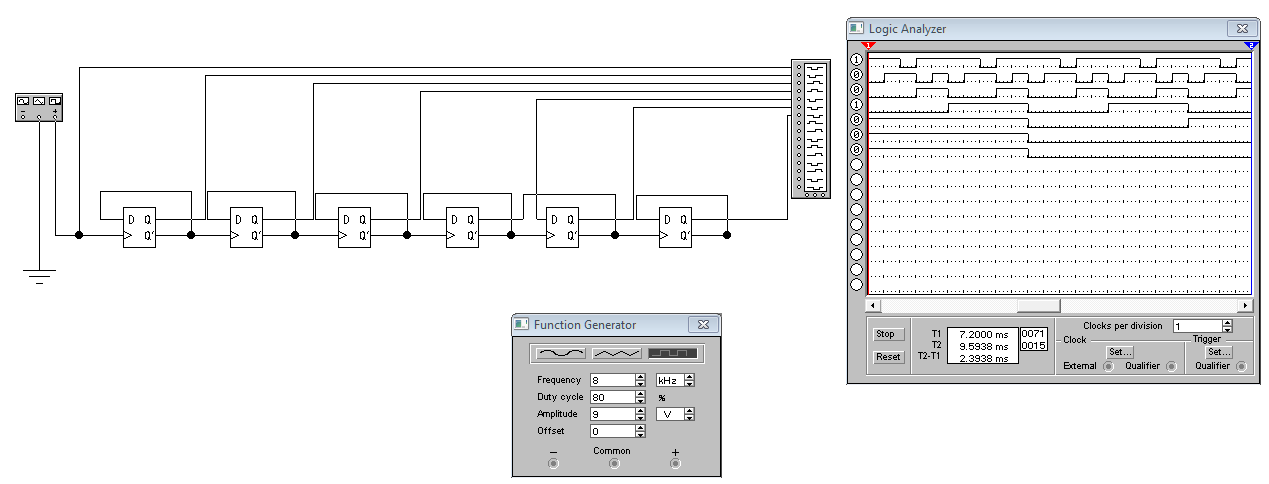 Logic Analyzer
1
2
1
0
0
1
0
0
0
− +
D Q D Q D Q D Q D Q D Q
Q' Q' Q' Q' Q' Q'
Stop
Reset
T1 7.2000 ms 0071
T2 9.5938 ms 0015
T2-T1 2.3938 ms
Clocks per division 1
Clock Trigger
Set... Set...
External Qualifier Qualifier
Function Generator
Frequency 8 kHz
Duty cycle 80 %
Amplitude 9 V
Offset 0
− Common +